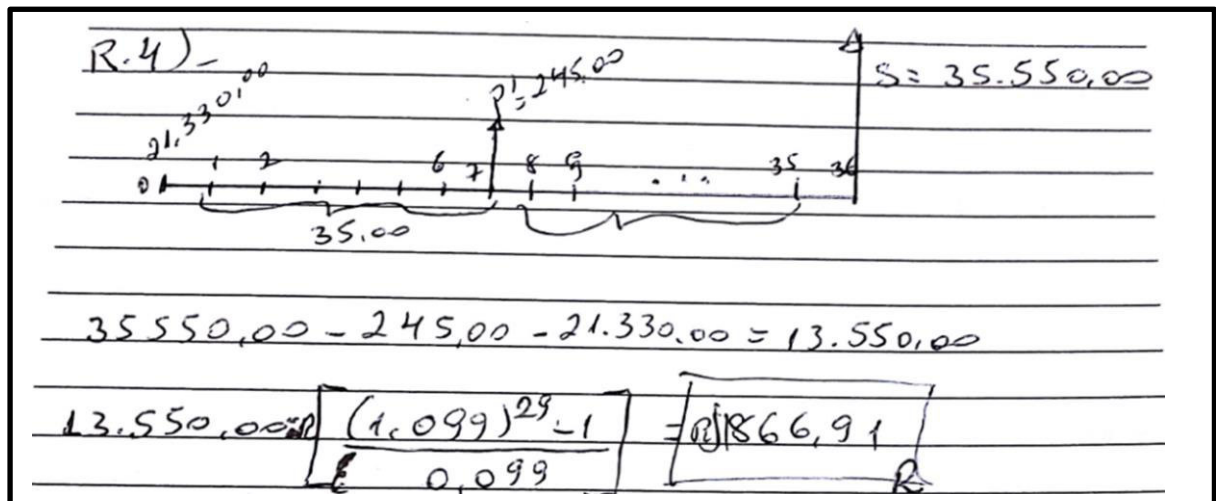 R.4)-
21.330,00
P'=245,00
S= 35.550,00
0 1 2 6 7 8 9 ... 35 36
35,00
35550,00 - 245,00 - 21.330,00 = 13.550,00
13.550,00=R [(1,099)^29 - 1 / 0,099] = R 866,91
R